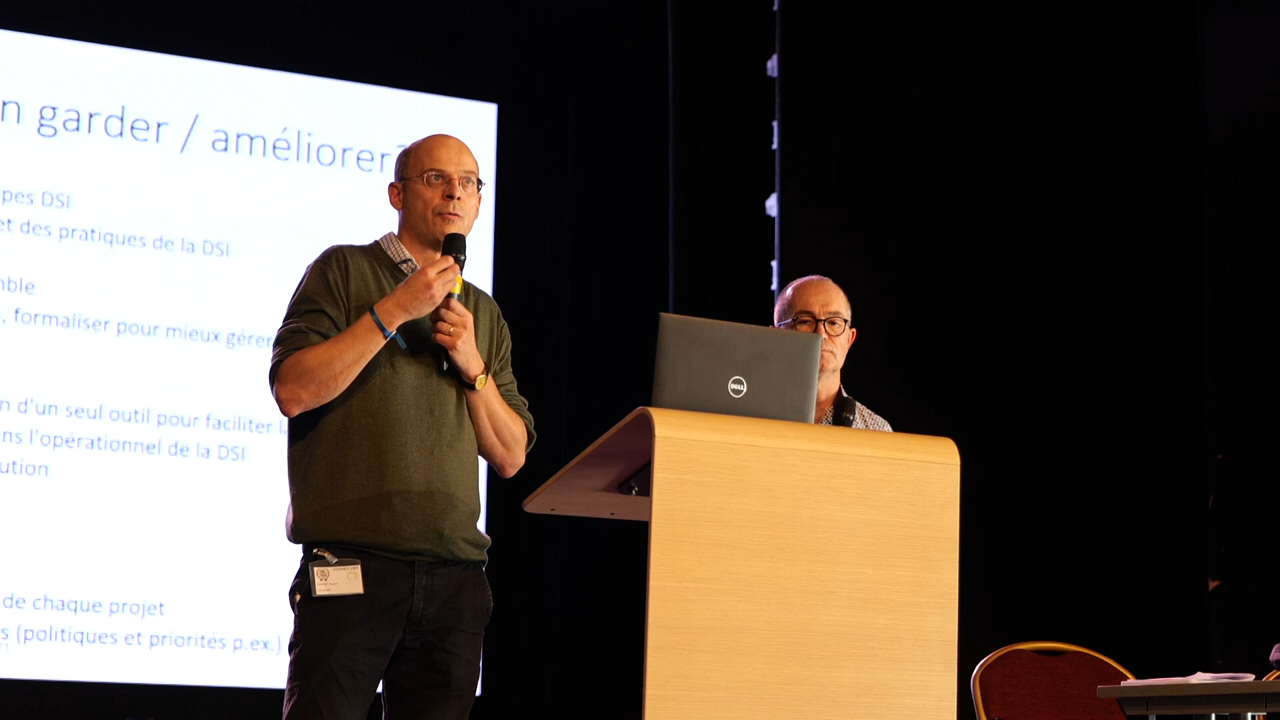 n garder / améliorer?
pes DSI
et des pratiques de la DSI
mble
, formaliser pour mieux gérer
n d'un seul outil pour faciliter l
ns l'opérationnel de la DSI
ution
de chaque projet
s (politiques et priorités p.ex.)
DELL